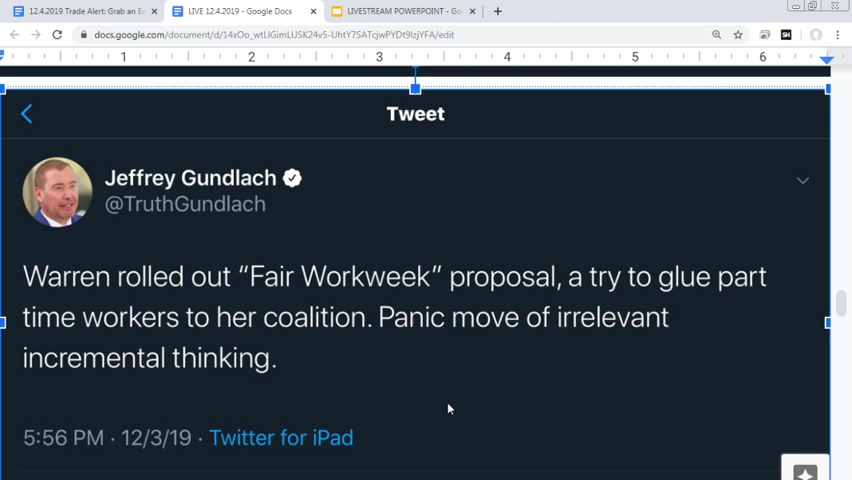 12.4.2019 Trade Alert: Grab an Ea
LIVE 12.4.2019 - Google Docs
LIVESTREAM POWERPOINT - Go
docs.google.com/document/d/
/edit
1 2 3 4 5 6
Tweet
Jeffrey Gundlach
@TruthGundlach
Warren rolled out “Fair Workweek” proposal, a try to glue part
time workers to her coalition. Panic move of irrelevant
incremental thinking.
5:56 PM · 12/3/19 · Twitter for iPad